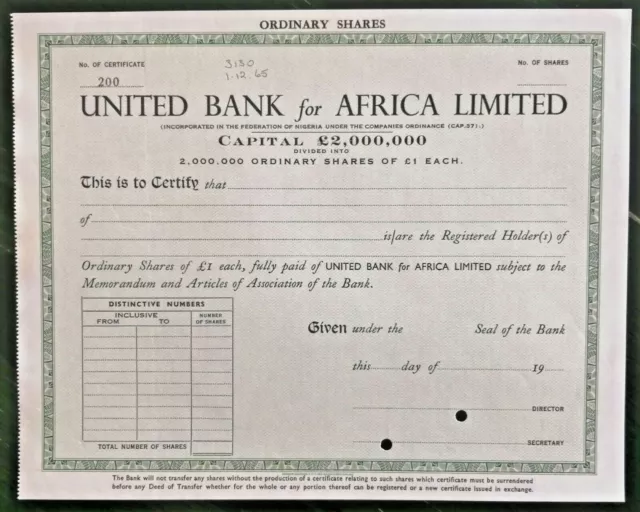 ORDINARY SHARES
No. OF CERTIFICATE
No. OF SHARES
200
3130
1.12.65
UNITED BANK for AFRICA LIMITED
(INCORPORATED IN THE FEDERATION OF NIGERIA UNDER THE COMPANIES ORDINANCE (CAP.37).)
CAPITAL £2,000,000
DIVIDED INTO
2,000,000 ORDINARY SHARES OF £1 EACH.
This is to Certify that
of
is/are the Registered Holder(s) of
Ordinary Shares of £1 each, fully paid of UNITED BANK for AFRICA LIMITED subject to the
Memorandum and Articles of Association of the Bank.
DISTINCTIVE NUMBERS
INCLUSIVE
FROM TO
NUMBER OF SHARES
TOTAL NUMBER OF SHARES
Given under the Seal of the Bank
this day of 19
DIRECTOR
SECRETARY
The Bank will not transfer any shares without the production of a certificate relating to such shares which certificate must be surrendered
before any Deed of Transfer whether for the whole or any portion thereof can be registered or a new certificate issued in exchange.